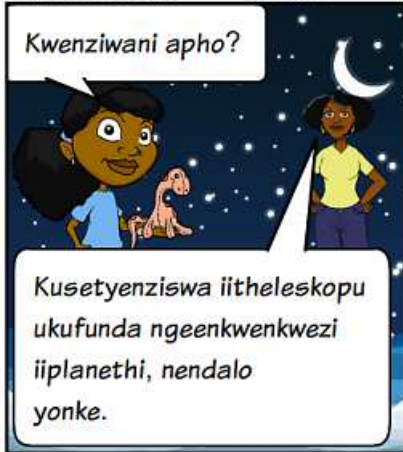 Kwenziwani apho?
Kusetyenziswa iitheleskopu
ukufunda ngeenkwenkwezi
iiplanethi, nendalo
yonke.